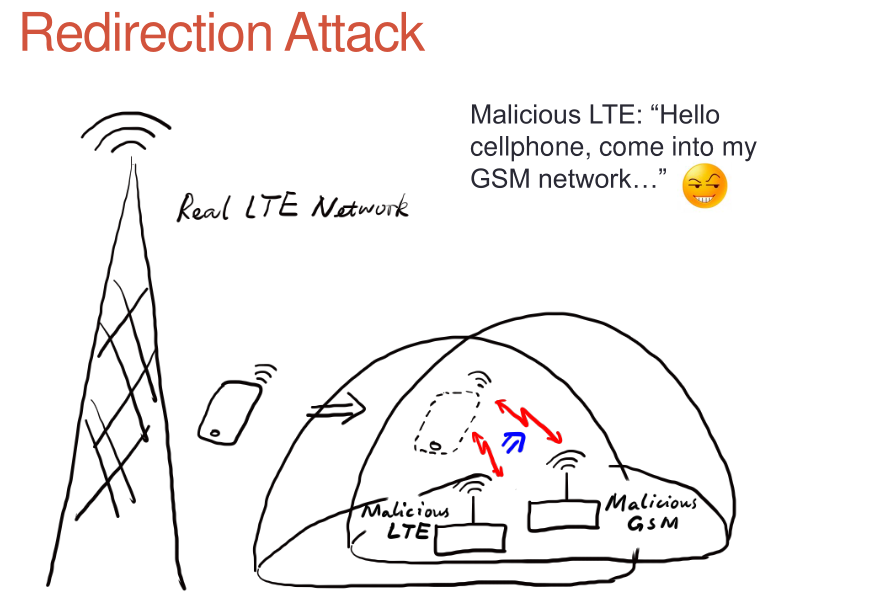 Redirection Attack
Malicious LTE: “Hello
cellphone, come into my
GSM network…”
Real LTE Network
Malicious
LTE
Malicious
GSM